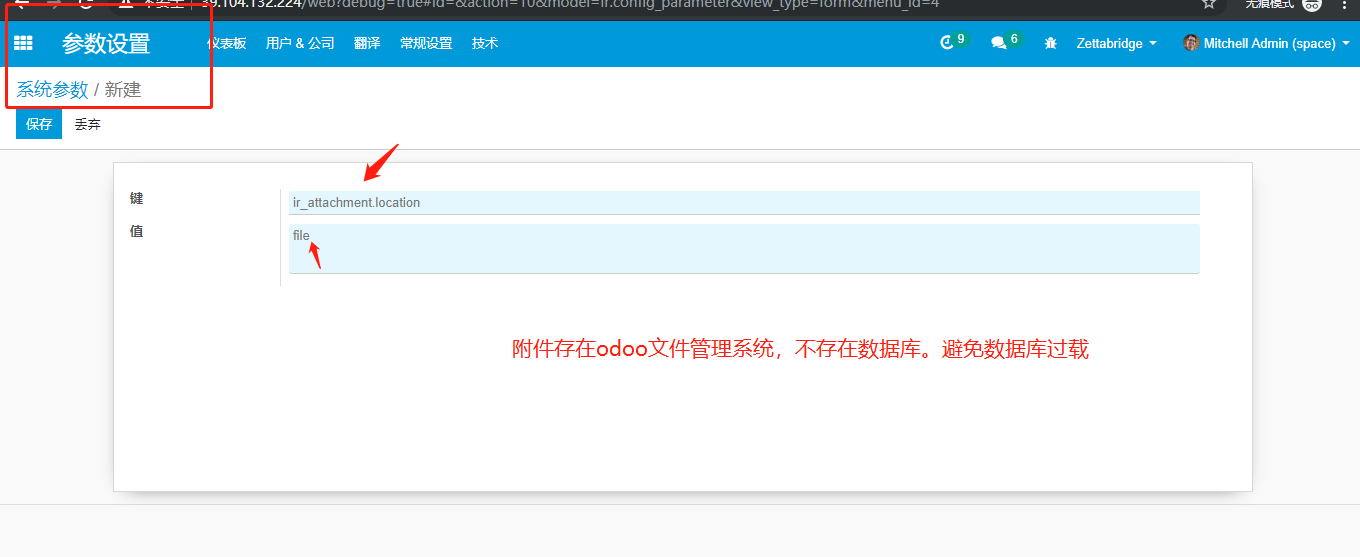 39.104.132.224/web?debug=true#id=&action=10&model=ir.config_parameter&view_type=form&menu_id=4
无痕模式
参数设置 仪表板 用户 & 公司 翻译 常规设置 技术 9 6 Zettabridge Mitchell Admin (space)
系统参数 / 新建
保存 丢弃
键 ir_attachment.location
值 file
附件存在odoo文件管理系统，不存在数据库。避免数据库过载